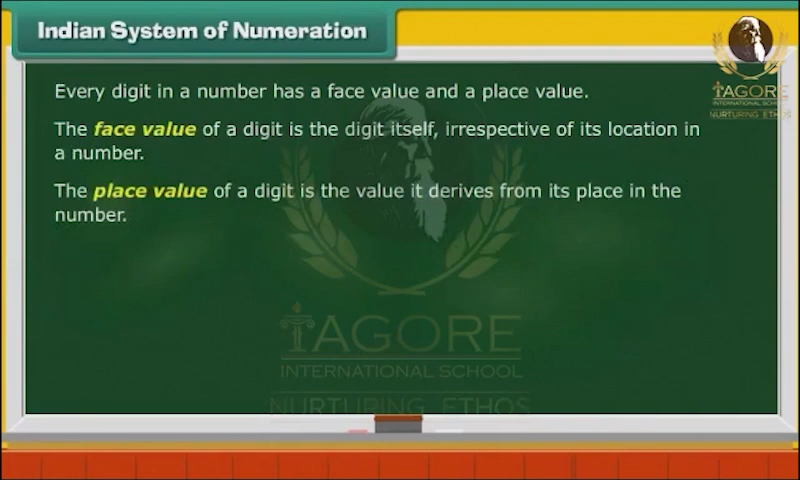 Indian System of Numeration
Every digit in a number has a face value and a place value.
The face value of a digit is the digit itself, irrespective of its location in
a number.
The place value of a digit is the value it derives from its place in the
number.
TAGORE
INTERNATIONAL SCHOOL
NURTURING ETHOS
TAGORE
INTERNATIONAL SCHOOL
NURTURING ETHOS